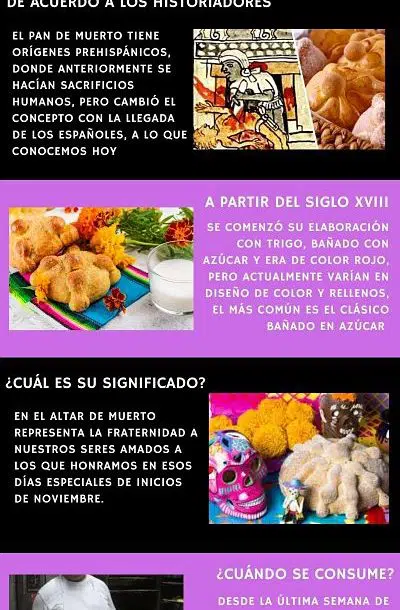 DE ACUERDO A LOS HISTORIADORES
EL PAN DE MUERTO TIENE
ORÍGENES PREHISPÁNICOS,
DONDE ANTERIORMENTE SE
HACÍAN SACRIFICIOS
HUMANOS, PERO CAMBIÓ EL
CONCEPTO CON LA LLEGADA
DE LOS ESPAÑOLES, A LO QUE
CONOCEMOS HOY
A PARTIR DEL SIGLO XVIII
SE COMENZÓ SU ELABORACIÓN
CON TRIGO, BAÑADO CON
AZÚCAR Y ERA DE COLOR ROJO,
PERO ACTUALMENTE VARÍAN EN
DISEÑO DE COLOR Y RELLENOS,
EL MÁS COMÚN ES EL CLÁSICO
BAÑADO EN AZÚCAR
¿CUÁL ES SU SIGNIFICADO?
EN EL ALTAR DE MUERTO
REPRESENTA LA FRATERNIDAD A
NUESTROS SERES AMADOS A
LOS QUE HONRAMOS EN ESOS
DÍAS ESPECIALES DE INICIOS
DE NOVIEMBRE.
¿CUÁNDO SE CONSUME?
DESDE LA ÚLTIMA SEMANA DE